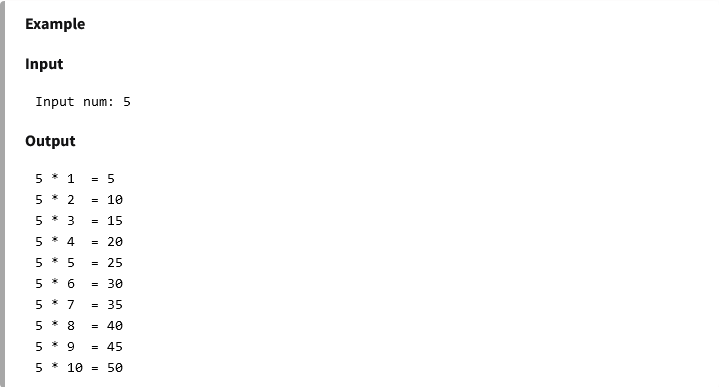 Example
Input
Input num: 5
Output
5 * 1  = 5
5 * 2  = 10
5 * 3  = 15
5 * 4  = 20
5 * 5  = 25
5 * 6  = 30
5 * 7  = 35
5 * 8  = 40
5 * 9  = 45
5 * 10 = 50